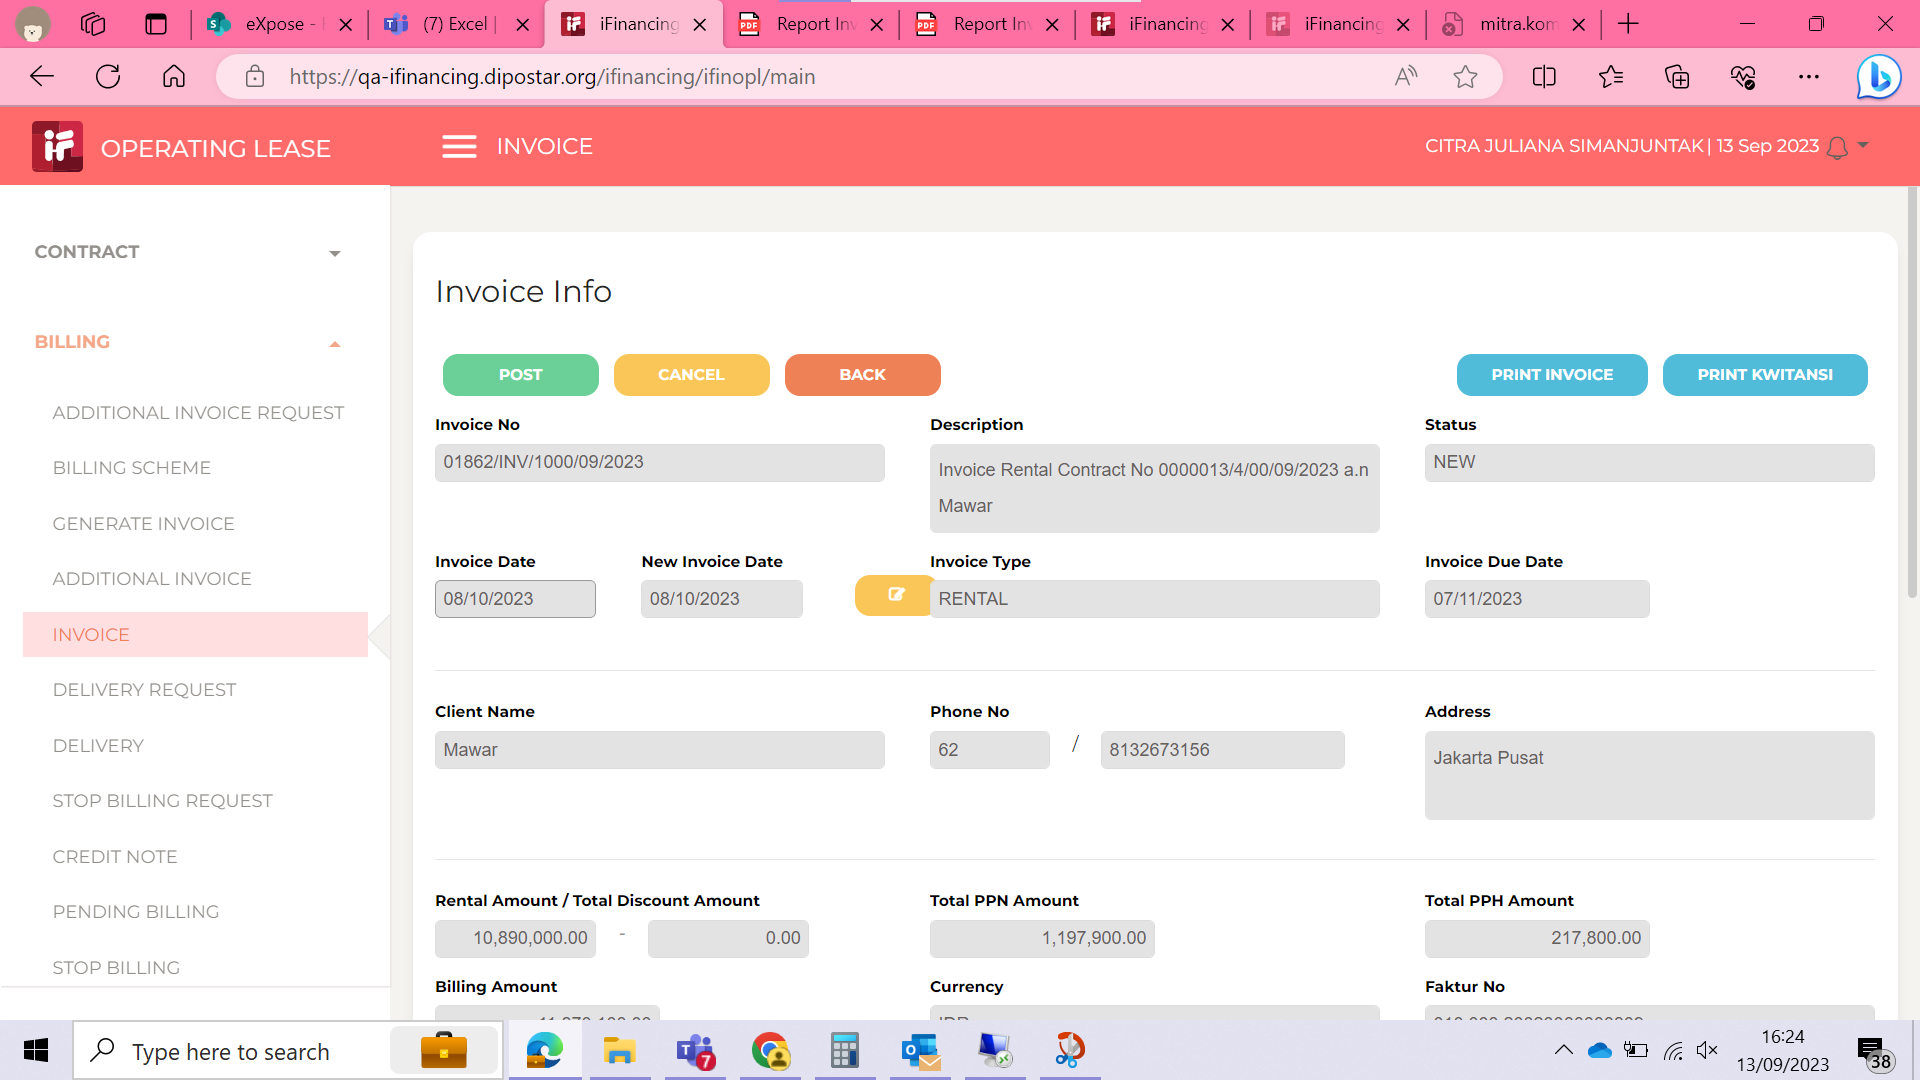 eXpose -
(7) Excel |
iFinancing
Report Inv
Report Inv
iFinancing
iFinancing
mitra.kom
https://qa-ifinancing.dipostar.org/ifinancing/ifinopl/main
iF OPERATING LEASE
INVOICE
CITRA JULIANA SIMANJUNTAK | 13 Sep 2023
CONTRACT
BILLING
ADDITIONAL INVOICE REQUEST
BILLING SCHEME
GENERATE INVOICE
ADDITIONAL INVOICE
INVOICE
DELIVERY REQUEST
DELIVERY
STOP BILLING REQUEST
CREDIT NOTE
PENDING BILLING
STOP BILLING
Invoice Info
POST CANCEL BACK PRINT INVOICE PRINT KWITANSI
Invoice No
01862/INV/1000/09/2023
Description
Invoice Rental Contract No 0000013/4/00/09/2023 a.n
Mawar
Status
NEW
Invoice Date
08/10/2023
New Invoice Date
08/10/2023
Invoice Type
RENTAL
Invoice Due Date
07/11/2023
Client Name
Mawar
Phone No
62 / 8132673156
Address
Jakarta Pusat
Rental Amount / Total Discount Amount
10,890,000.00 - 0.00
Total PPN Amount
1,197,900.00
Total PPH Amount
217,800.00
Billing Amount
Currency
IDR
Faktur No
Type here to search
7
16:24
13/09/2023
38